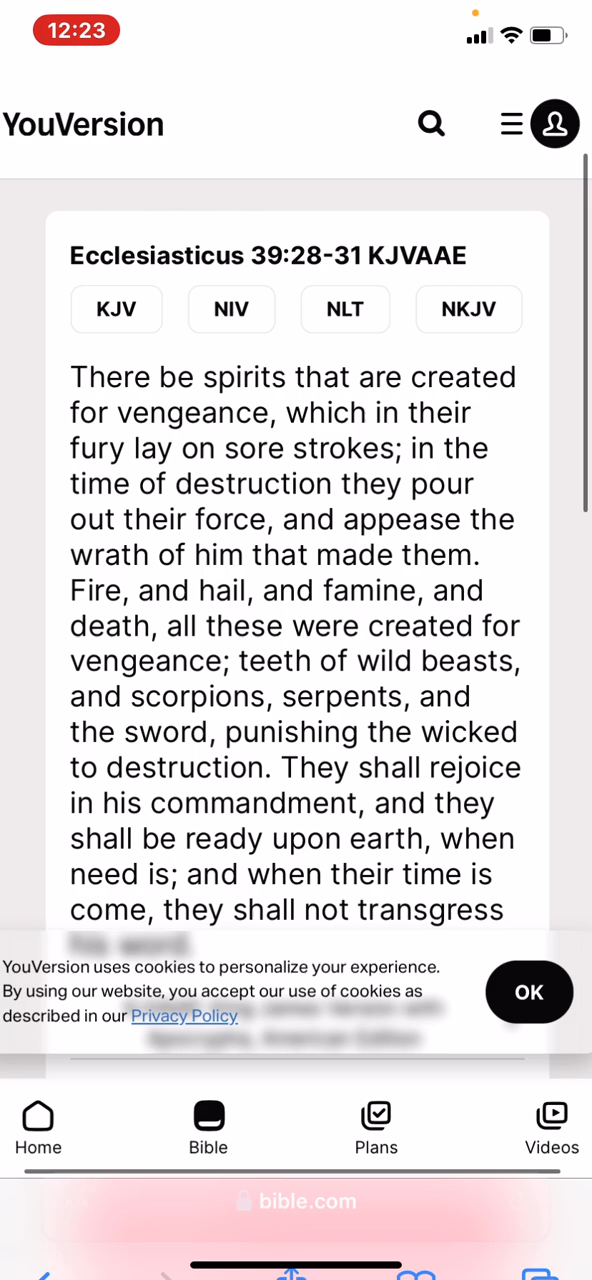 12:23
YouVersion
Ecclesiasticus 39:28-31 KJVAAE
KJV NIV NLT NKJV
There be spirits that are created
for vengeance, which in their
fury lay on sore strokes; in the
time of destruction they pour
out their force, and appease the
wrath of him that made them.
Fire, and hail, and famine, and
death, all these were created for
vengeance; teeth of wild beasts,
and scorpions, serpents, and
the sword, punishing the wicked
to destruction. They shall rejoice
in his commandment, and they
shall be ready upon earth, when
need is; and when their time is
come, they shall not transgress
his word.
YouVersion uses cookies to personalize your experience.
By using our website, you accept our use of cookies as
described in our Privacy Policy
OK
Apocrypha, American Edition
Home Bible Plans Videos
bible.com